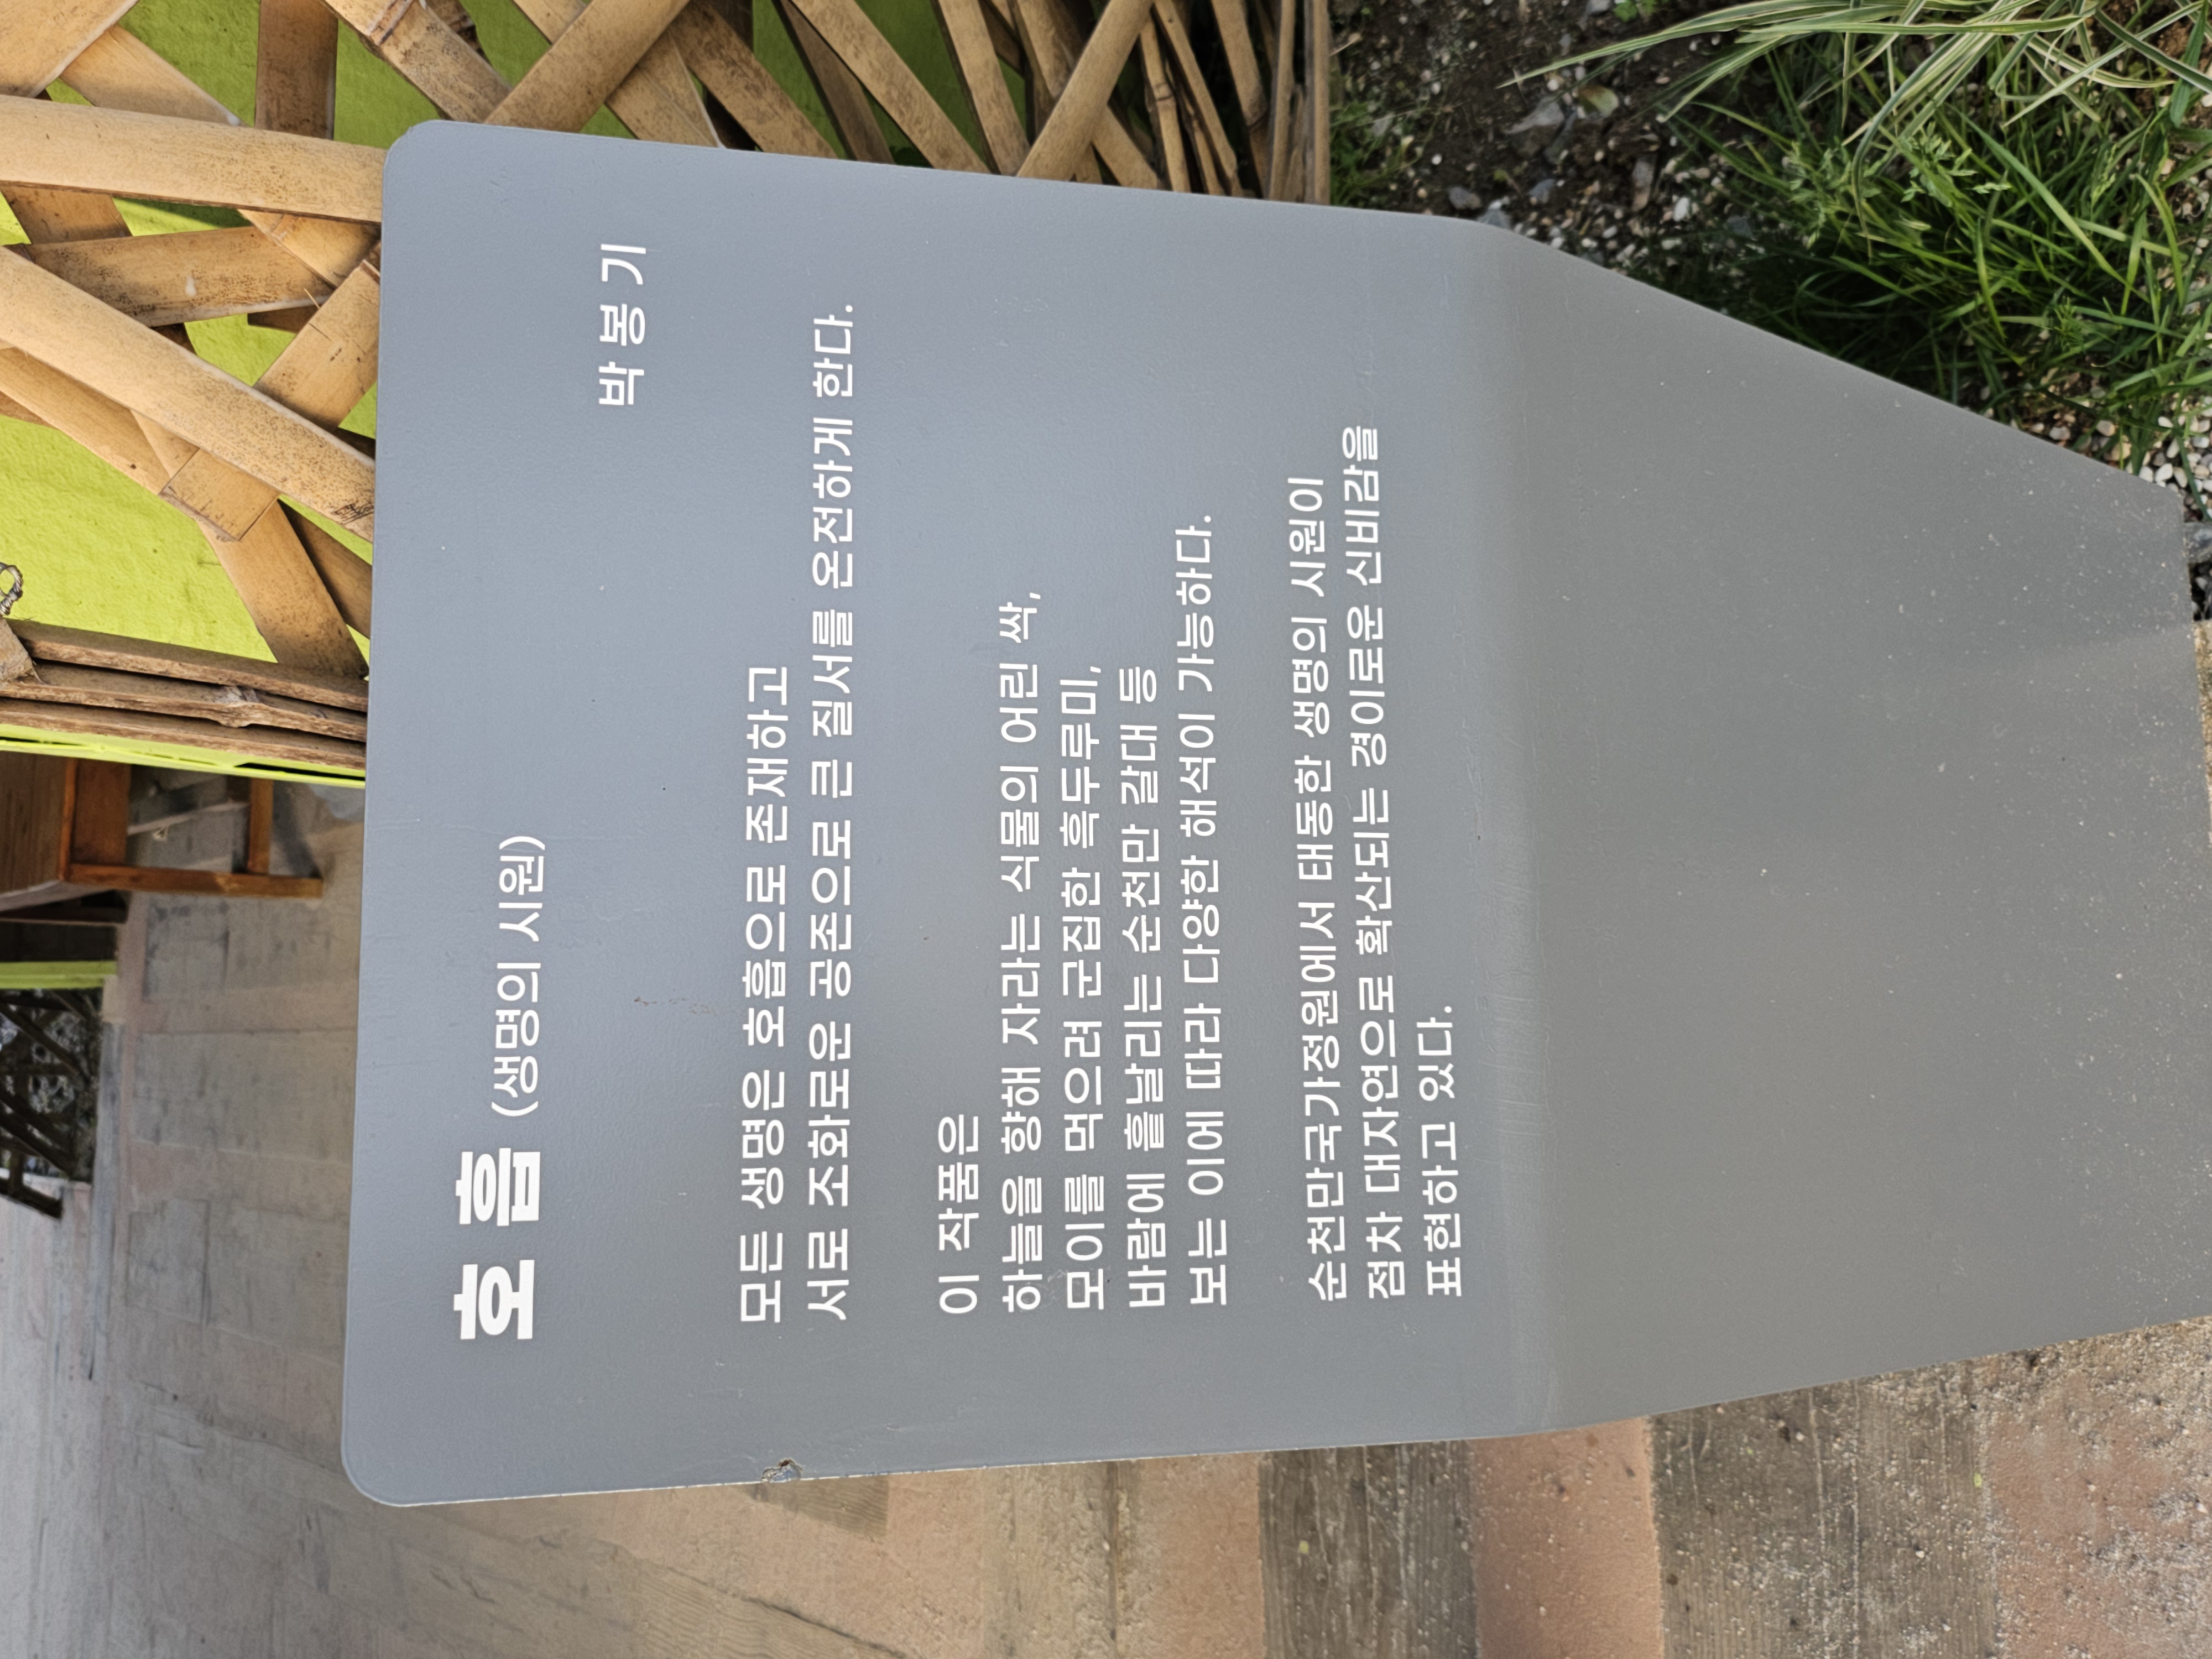 호 흡 (생명의 시원)
박 봉 기
모든 생명은 호흡으로 존재하고
서로 조화로운 공존으로 큰 질서를 온전하게 한다.
이 작품은
하늘을 향해 자라는 식물의 어린 싹,
모이를 먹으려 군집한 흑두루미,
바람에 흩날리는 순천만 갈대 등
보는 이에 따라 다양한 해석이 가능하다.
순천만국가정원에서 태동한 생명의 시원이
점차 대자연으로 확산되는 경이로운 신비감을
표현하고 있다.